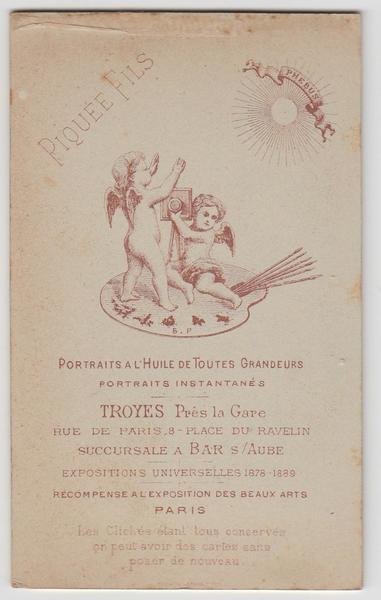 PIQUÉE FILS
PHEBUS
E.P
PORTRAITS A L'HUILE DE TOUTES GRANDEURS
PORTRAITS INSTANTANÉS
TROYES Près la Gare
RUE DE PARIS, 8 - PLACE DU RAVELIN
SUCCURSALE A BAR S/AUBE
EXPOSITIONS UNIVERSELLES 1878-1889
RÉCOMPENSE A L'EXPOSITION DES BEAUX ARTS
PARIS
Les Clichés étant tous conservés
on peut avoir des cartes sans
poser de nouveau.